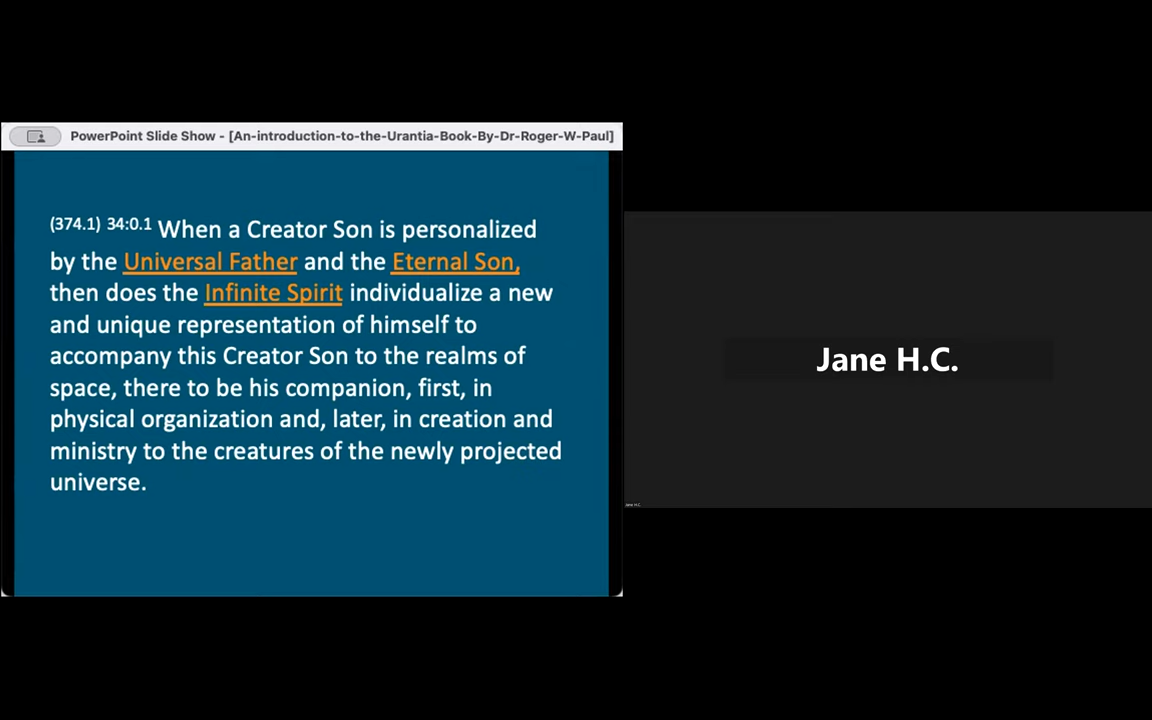 PowerPoint Slide Show - [An-introduction-to-the-Urantia-Book-By-Dr-Roger-W-Paul]
(374.1) 34:0.1 When a Creator Son is personalized
by the Universal Father and the Eternal Son,
then does the Infinite Spirit individualize a new
and unique representation of himself to
accompany this Creator Son to the realms of
space, there to be his companion, first, in
physical organization and, later, in creation and
ministry to the creatures of the newly projected
universe.
Jane H.C.
Jane H.C.